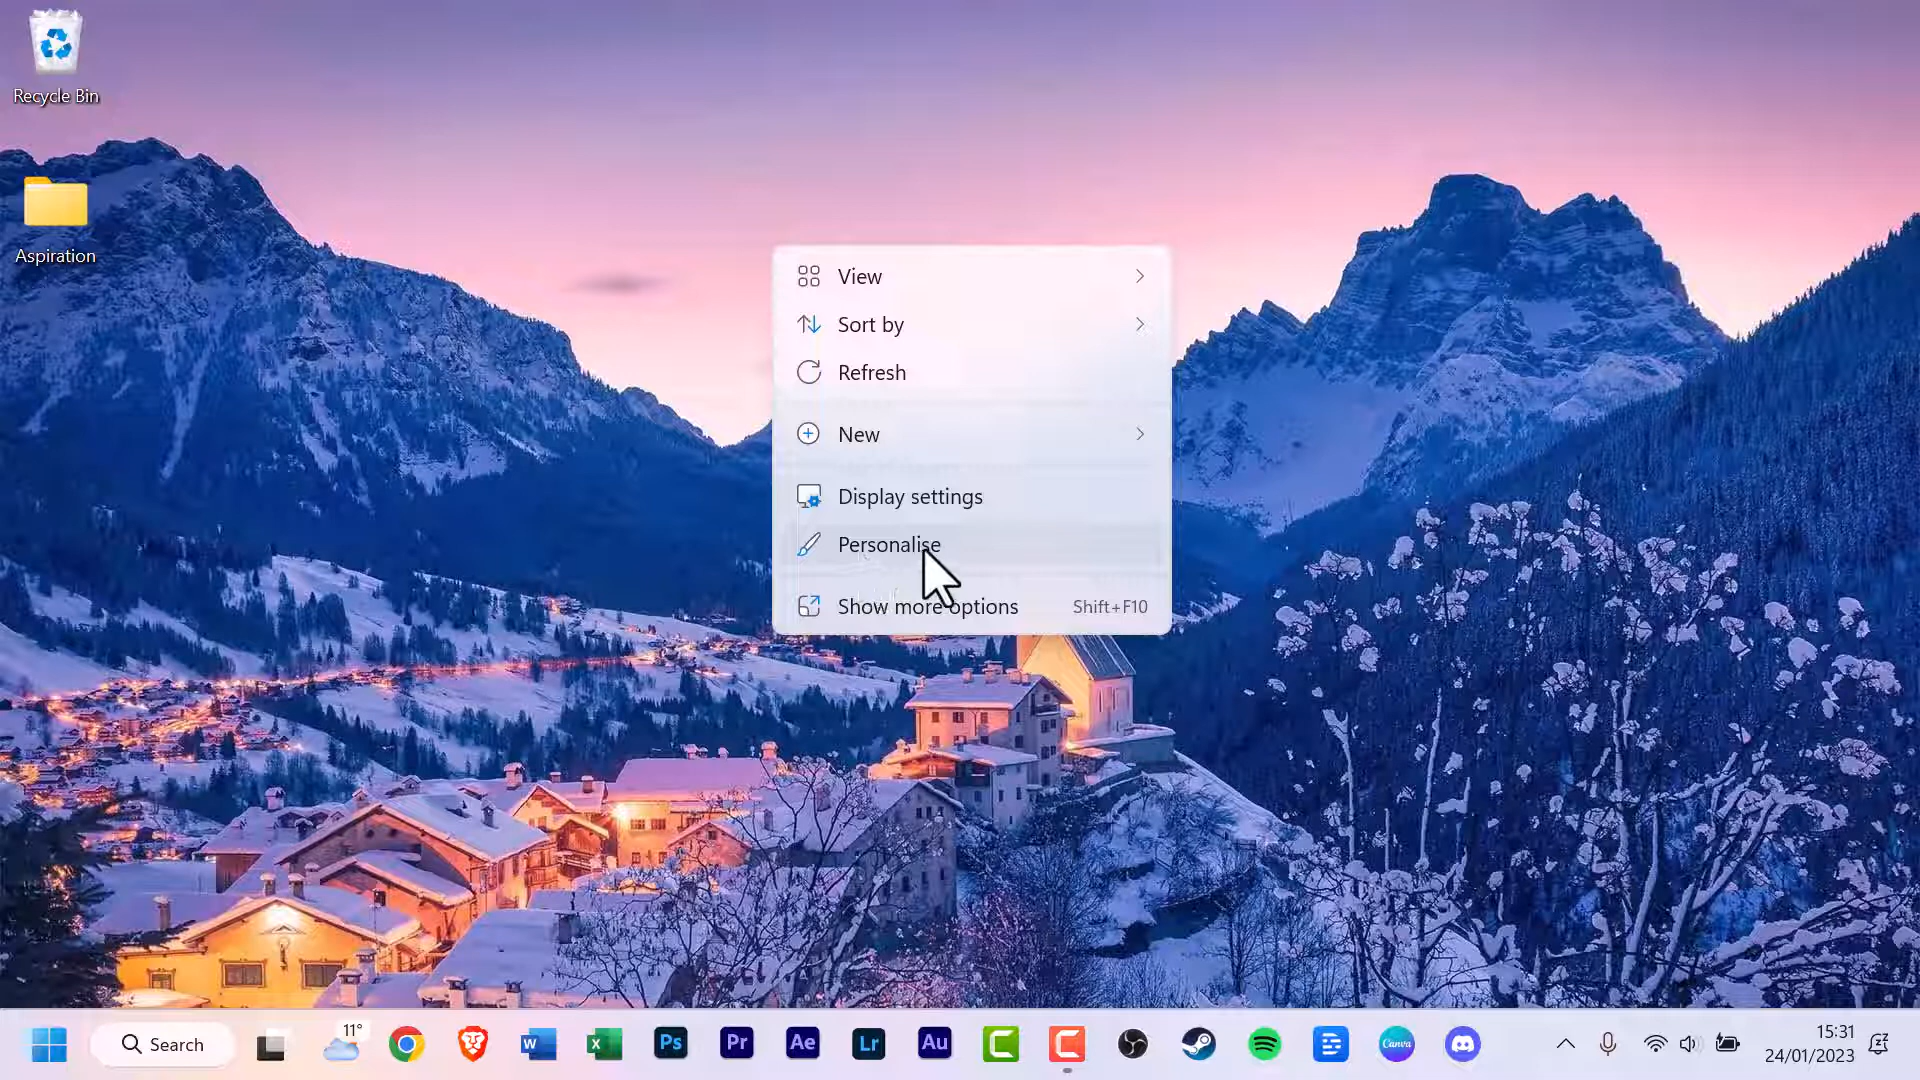 Recycle Bin
Aspiration
View
Sort by
Refresh
New
Display settings
Personalise
Show more options Shift+F10
Search
11°
W
X
Ps
Pr
Ae
Lr
Au
Canva
15:31
24/01/2023